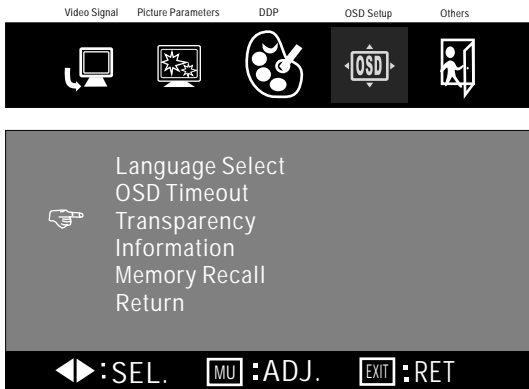 Video Signal Picture Parameters DDP OSD Setup Others
OSD
Language Select
OSD Timeout
Transparency
Information
Memory Recall
Return
:SEL. MU :ADJ. EXIT :RET